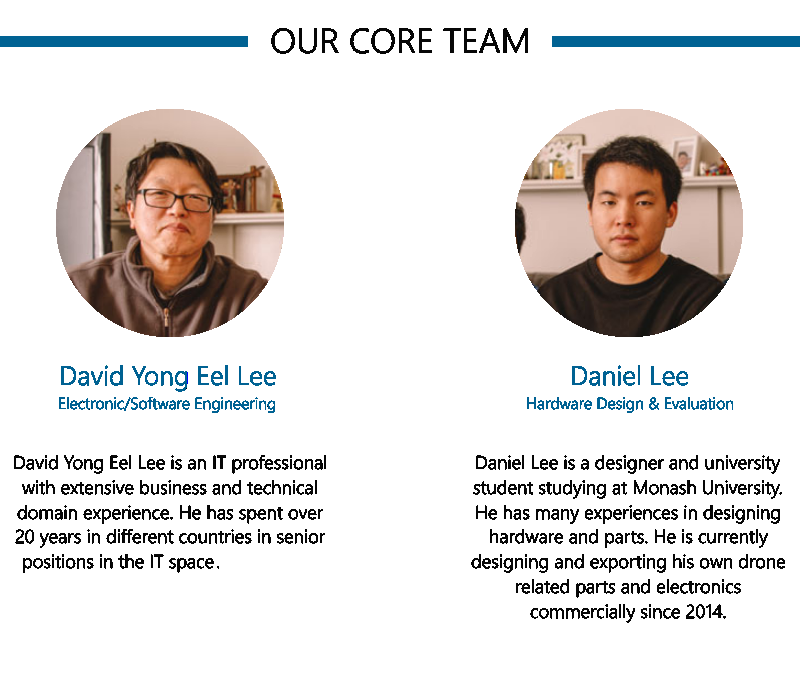 OUR CORE TEAM
David Yong Eel Lee
Electronic/Software Engineering
David Yong Eel Lee is an IT professional
with extensive business and technical
domain experience. He has spent over
20 years in different countries in senior
positions in the IT space.
Daniel Lee
Hardware Design & Evaluation
Daniel Lee is a designer and university
student studying at Monash University.
He has many experiences in designing
hardware and parts. He is currently
designing and exporting his own drone
related parts and electronics
commercially since 2014.